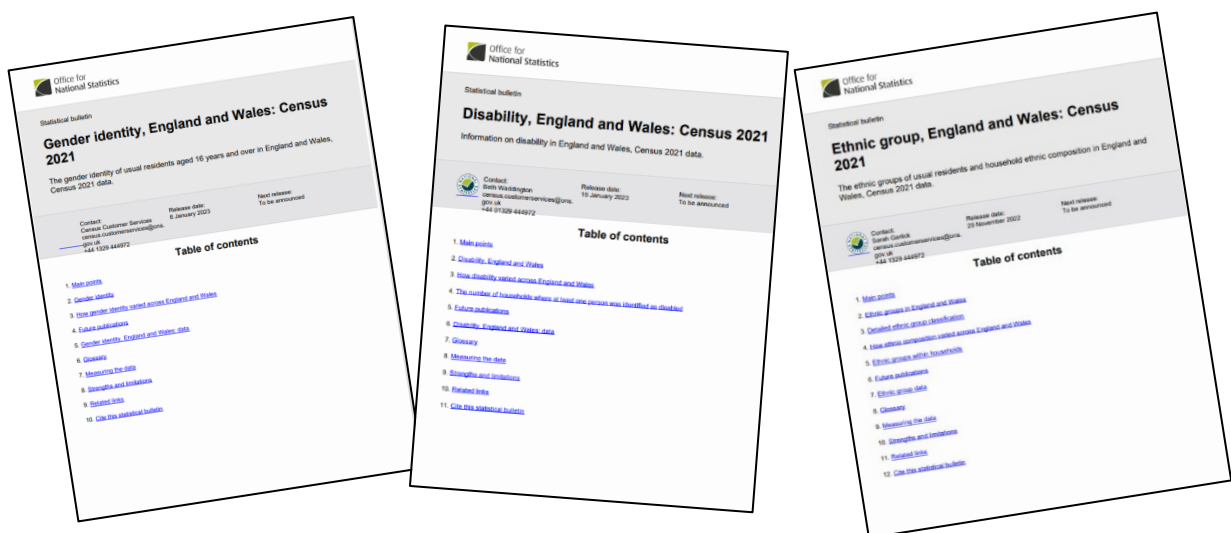 Office for
National Statistics
Statistical bulletin
Gender identity, England and Wales: Census
2021
The gender identity of usual residents aged 16 years and over in England and Wales,
Census 2021 data.
Contact:
Census Customer Services
census.customerservices@ons.
gov.uk
+44 1329 444972
Release date:
6 January 2023
Next release:
To be announced
Table of contents
1. Main points
2. Gender identity
3. How gender identity varied across England and Wales
4. Future publications
5. Gender identity, England and Wales: data
6. Glossary
7. Measuring the data
8. Strengths and limitations
9. Related links
10. Cite this statistical bulletin
Office for
National Statistics
Statistical bulletin
Disability, England and Wales: Census 2021
Information on disability in England and Wales, Census 2021 data.
Contact:
Beth Waddington
census.customerservices@ons.
gov.uk
+44 01329 444972
Release date:
19 January 2023
Next release:
To be announced
Table of contents
1. Main points
2. Disability, England and Wales
3. How disability varied across England and Wales
4. The number of households where at least one person was identified as disabled
5. Future publications
6. Disability, England and Wales: data
7. Glossary
8. Measuring the data
9. Strengths and limitations
10. Related links
11. Cite this statistical bulletin
Office for
National Statistics
Statistical bulletin
Ethnic group, England and Wales: Census
2021
The ethnic groups of usual residents and household ethnic composition in England and
Wales, Census 2021 data.
Contact:
Sarah Garlick
census.customerservices@ons.
gov.uk
+44 1329 444972
Release date:
29 November 2022
Next release:
To be announced
Table of contents
1. Main points
2. Ethnic groups in England and Wales
3. Detailed ethnic group classification
4. How ethnic composition varied across England and Wales
5. Ethnic groups within households
6. Future publications
7. Ethnic group data
8. Glossary
9. Measuring the data
10. Strengths and limitations
11. Related links
12. Cite this statistical bulletin